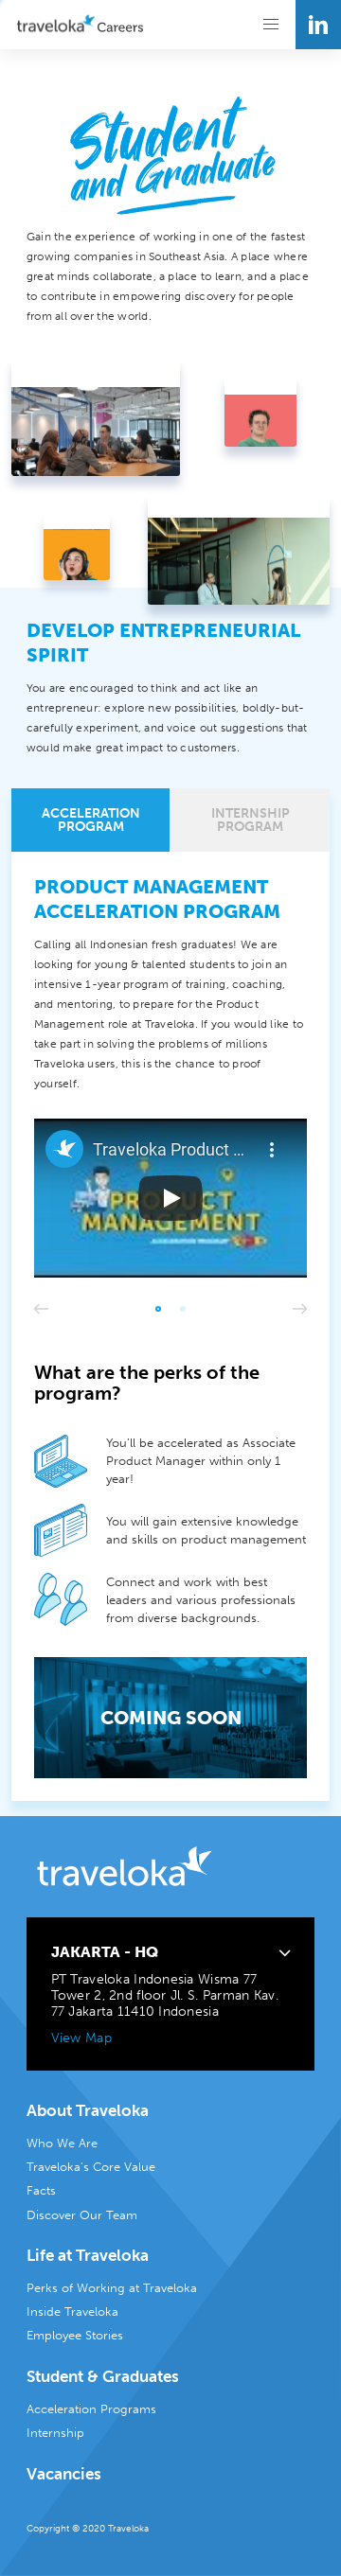 traveloka Careers
in
Student
and Graduate
Gain the experience of working in one of the fastest
growing companies in Southeast Asia. A place where
great minds collaborate, a place to learn, and a place
to contribute in empowering discovery for people
from all over the world.
DEVELOP ENTREPRENEURIAL
SPIRIT
You are encouraged to think and act like an
entrepreneur: explore new possibilities, boldly-but-
carefully experiment, and voice out suggestions that
would make great impact to customers.
ACCELERATION
PROGRAM
INTERNSHIP
PROGRAM
PRODUCT MANAGEMENT
ACCELERATION PROGRAM
Calling all Indonesian fresh graduates! We are
looking for young & talented students to join an
intensive 1-year program of training, coaching,
and mentoring, to prepare for the Product
Management role at Traveloka. If you would like to
take part in solving the problems of millions
Traveloka users, this is the chance to proof
yourself.
Traveloka Product ...
PRODUCT
MANAGEMENT
What are the perks of the
program?
You'll be accelerated as Associate
Product Manager within only 1
year!
You will gain extensive knowledge
and skills on product management
Connect and work with best
leaders and various professionals
from diverse backgrounds.
COMING SOON
traveloka
JAKARTA - HQ
PT Traveloka Indonesia Wisma 77
Tower 2, 2nd floor Jl. S. Parman Kav.
77 Jakarta 11410 Indonesia
View Map
About Traveloka
Who We Are
Traveloka's Core Value
Facts
Discover Our Team
Life at Traveloka
Perks of Working at Traveloka
Inside Traveloka
Employee Stories
Student & Graduates
Acceleration Programs
Internship
Vacancies
Copyright © 2020 Traveloka